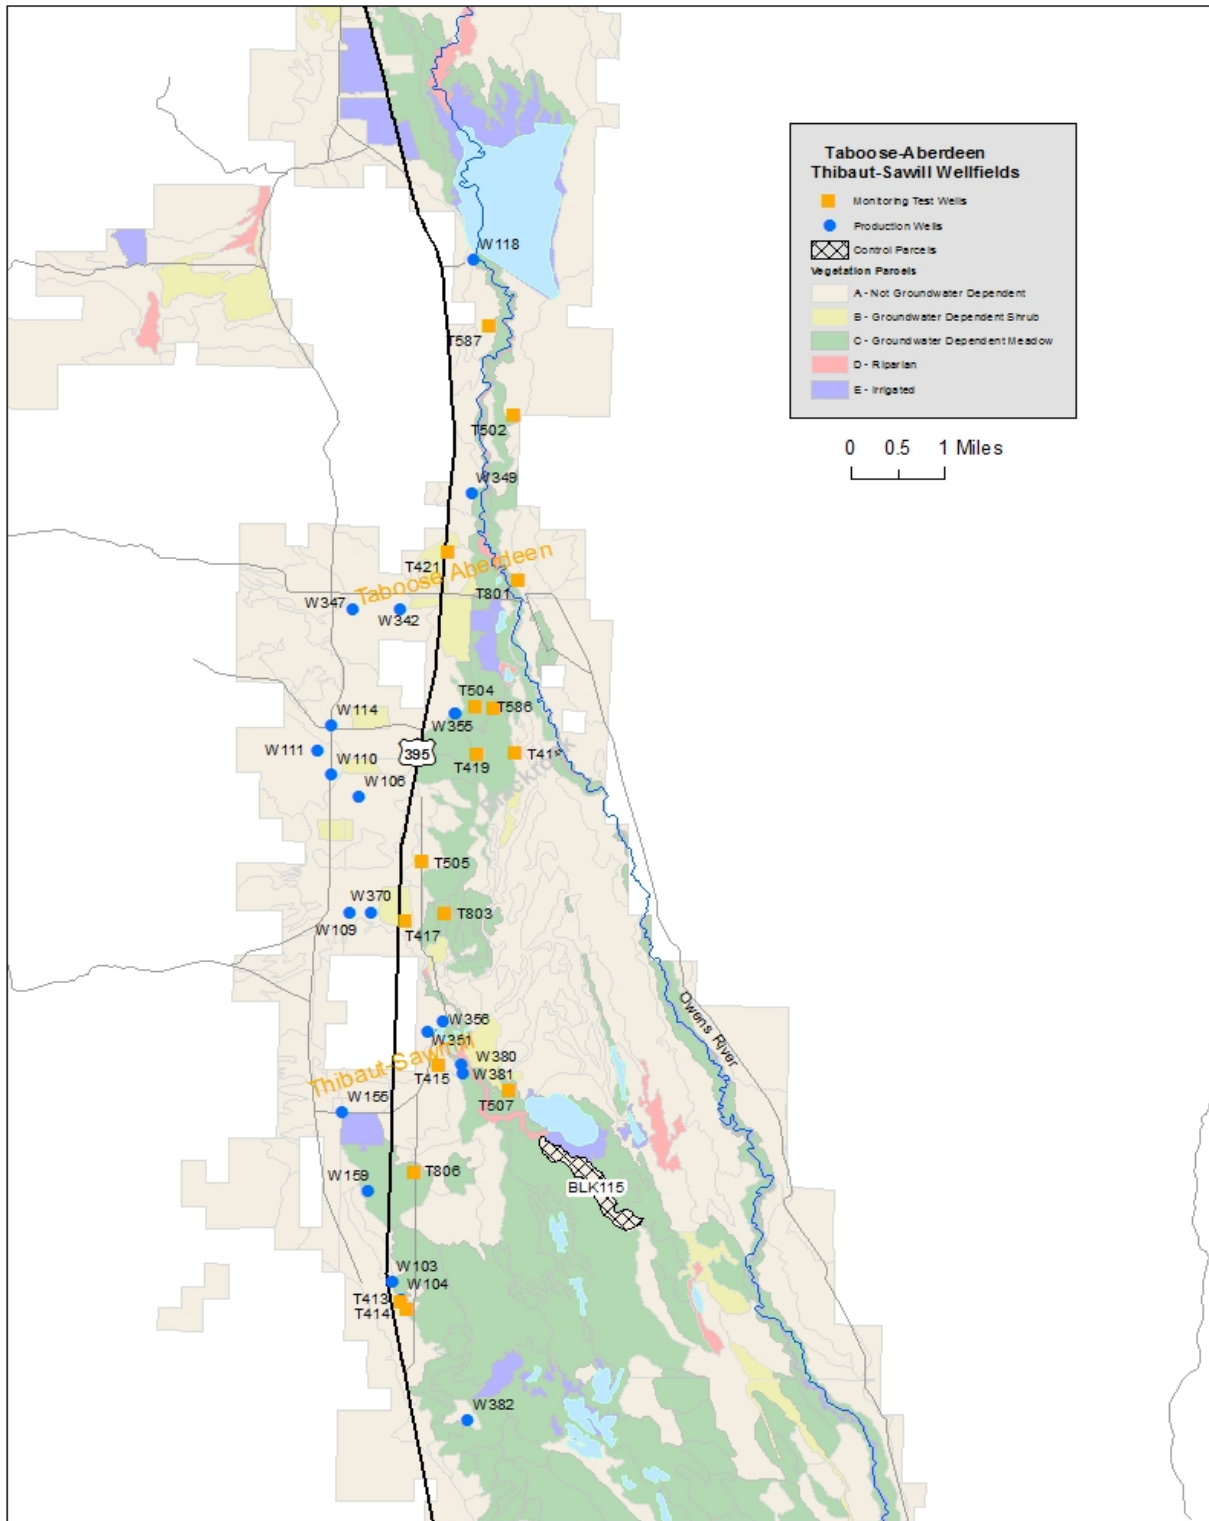 Taboose-Aberdeen
Thibaut-Sawill Wellfields
Monitoring Test Wells
Production Wells
Control Parcels
Vegetation Parcels
A - Not Groundwater Dependent
B - Groundwater Dependent Shrub
C - Groundwater Dependent Meadow
D - Riparian
E - Irrigated
0 0.5 1 Miles
W118
T587
T502
W349
T421
Taboose Aberdeen
T801
W347
W342
T504
T586
W355
W114
W111
W110
395
T419
T41
W106
T505
W370
T803
W109
T417
Owens River
W356
W351
Thibaut-Sawmill
W380
T415
W381
T507
W155
T806
W159
BLK115
W103
W104
T413
T414
W382